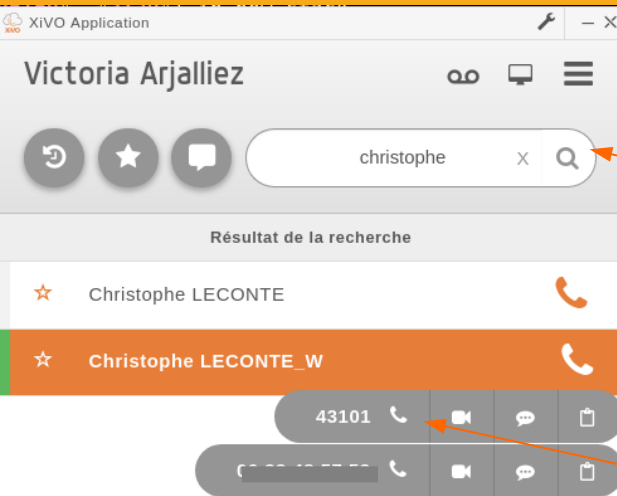 XiVO Application
Victoria Arjalliez
christophe X
Résultat de la recherche
Christophe LECONTE
Christophe LECONTE_W
43101